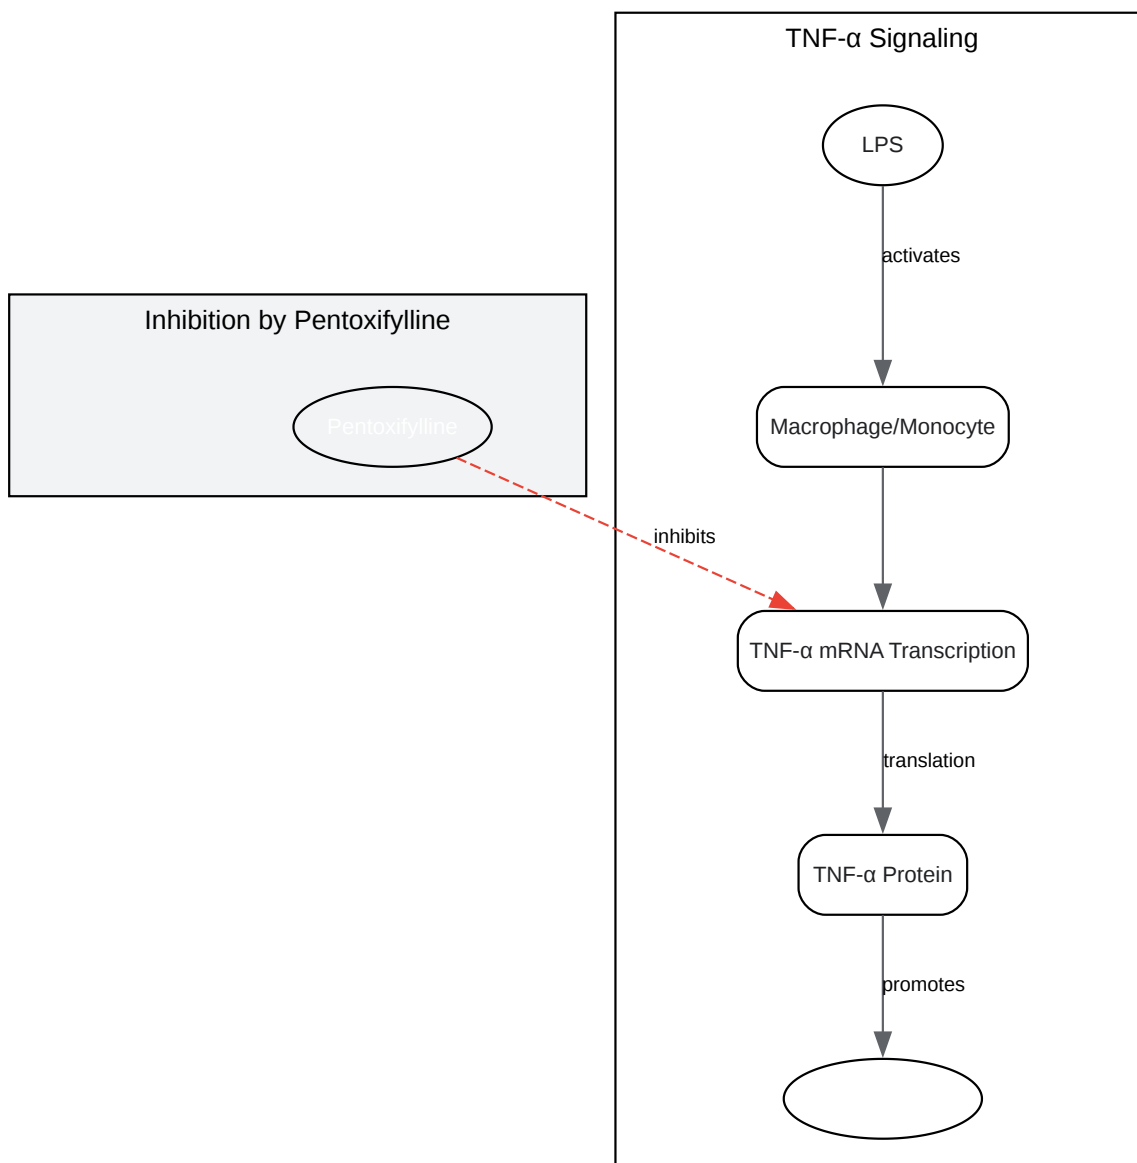 TNF-α Signaling
LPS
activates
Inhibition by Pentoxifylline
Pentoxifylline
Macrophage/Monocyte
inhibits
TNF-α mRNA Transcription
translation
TNF-α Protein
promotes